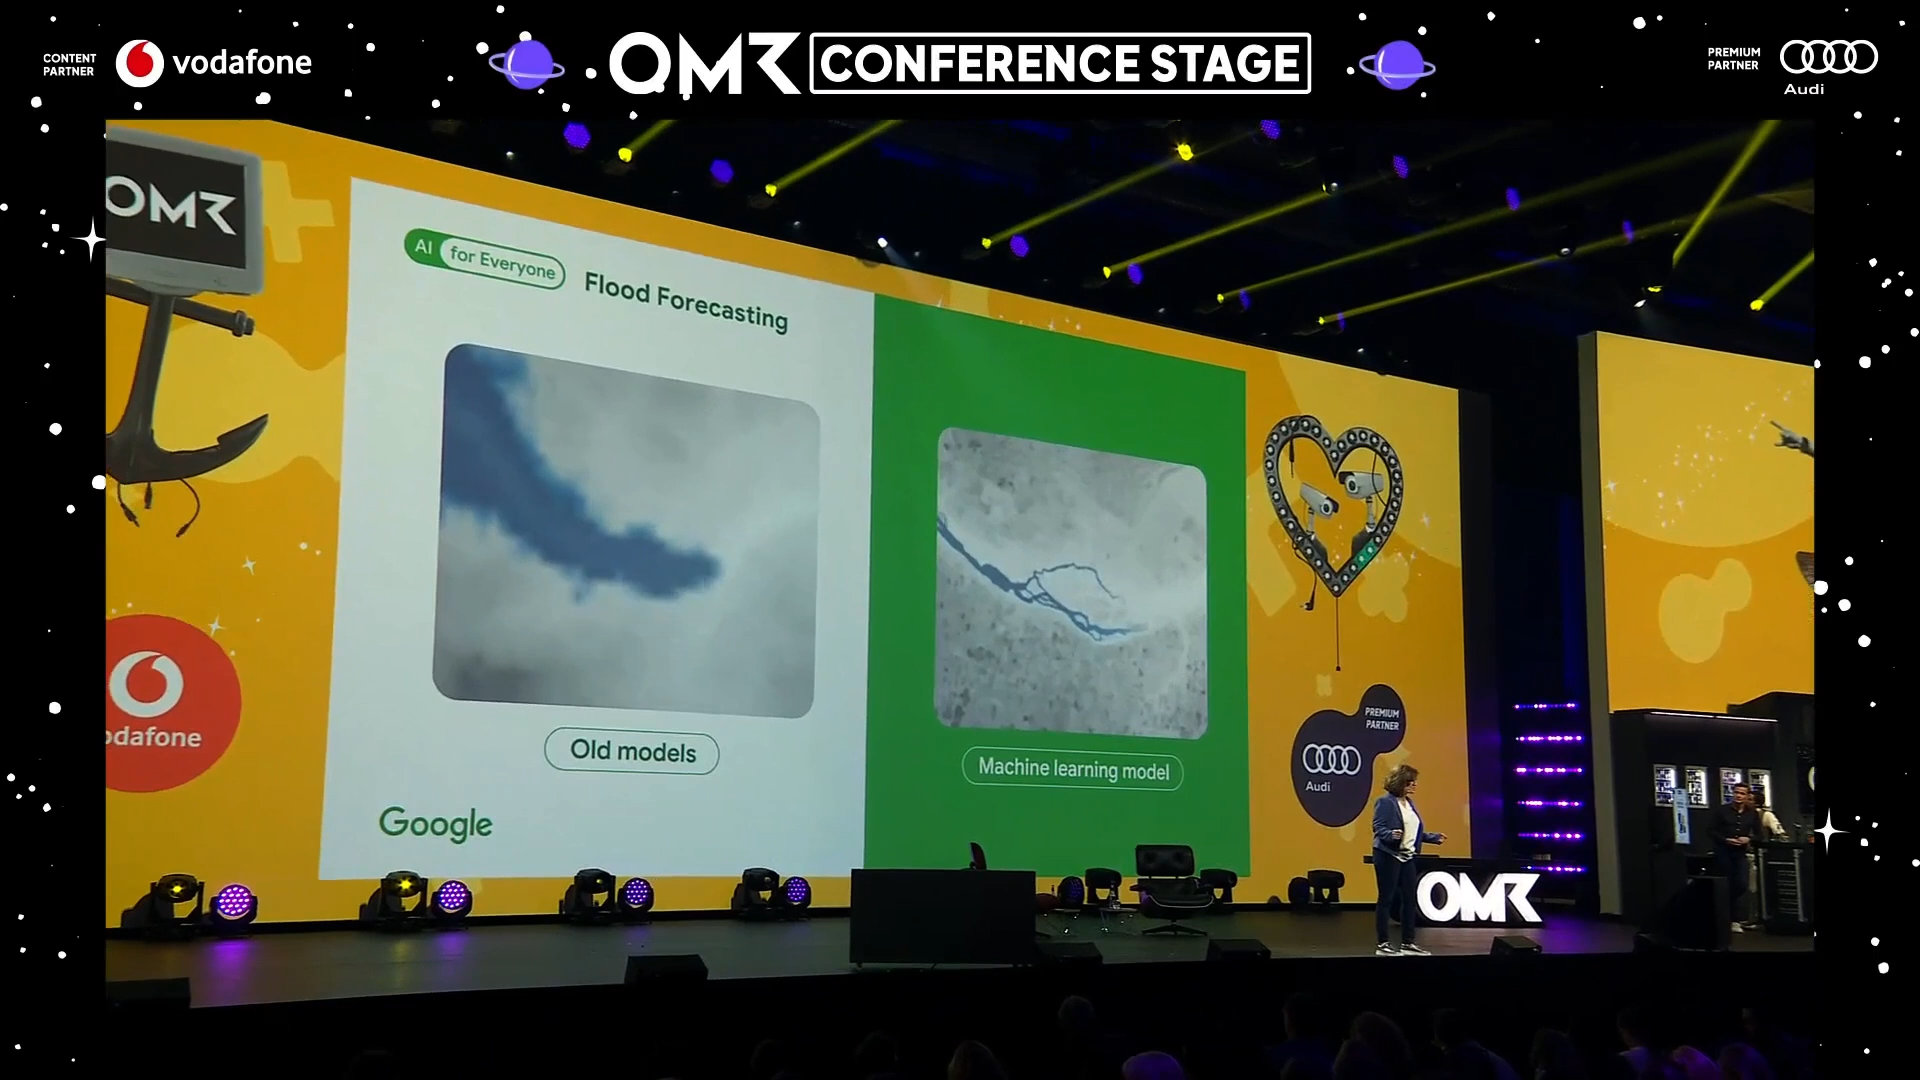 CONTENT
PARTNER
vodafone
OMR CONFERENCE STAGE
PREMIUM
PARTNER
Audi
OMR
AI for Everyone
Flood Forecasting
Old models
Machine learning model
Google
odafone
PREMIUM
PARTNER
Audi
OMR